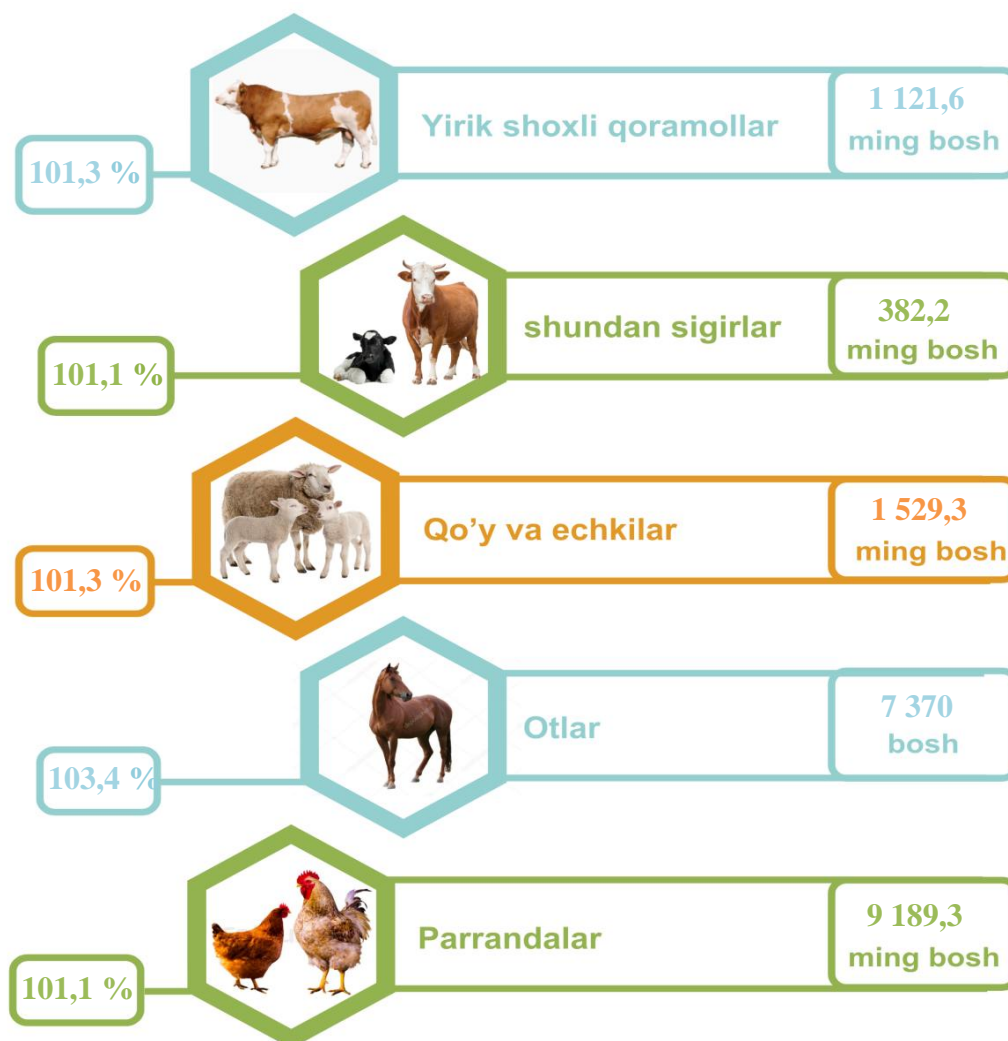 1 121,6
Yirik shoxli qoramollar
ming bosh
101,3 %
382,2
shundan sigirlar
ming bosh
101,1 %
1 529,3
Qo’y va echkilar
ming bosh
101,3 %
7 370
Otlar
bosh
103,4 %
9 189,3
Parrandalar
ming bosh
101,1 %